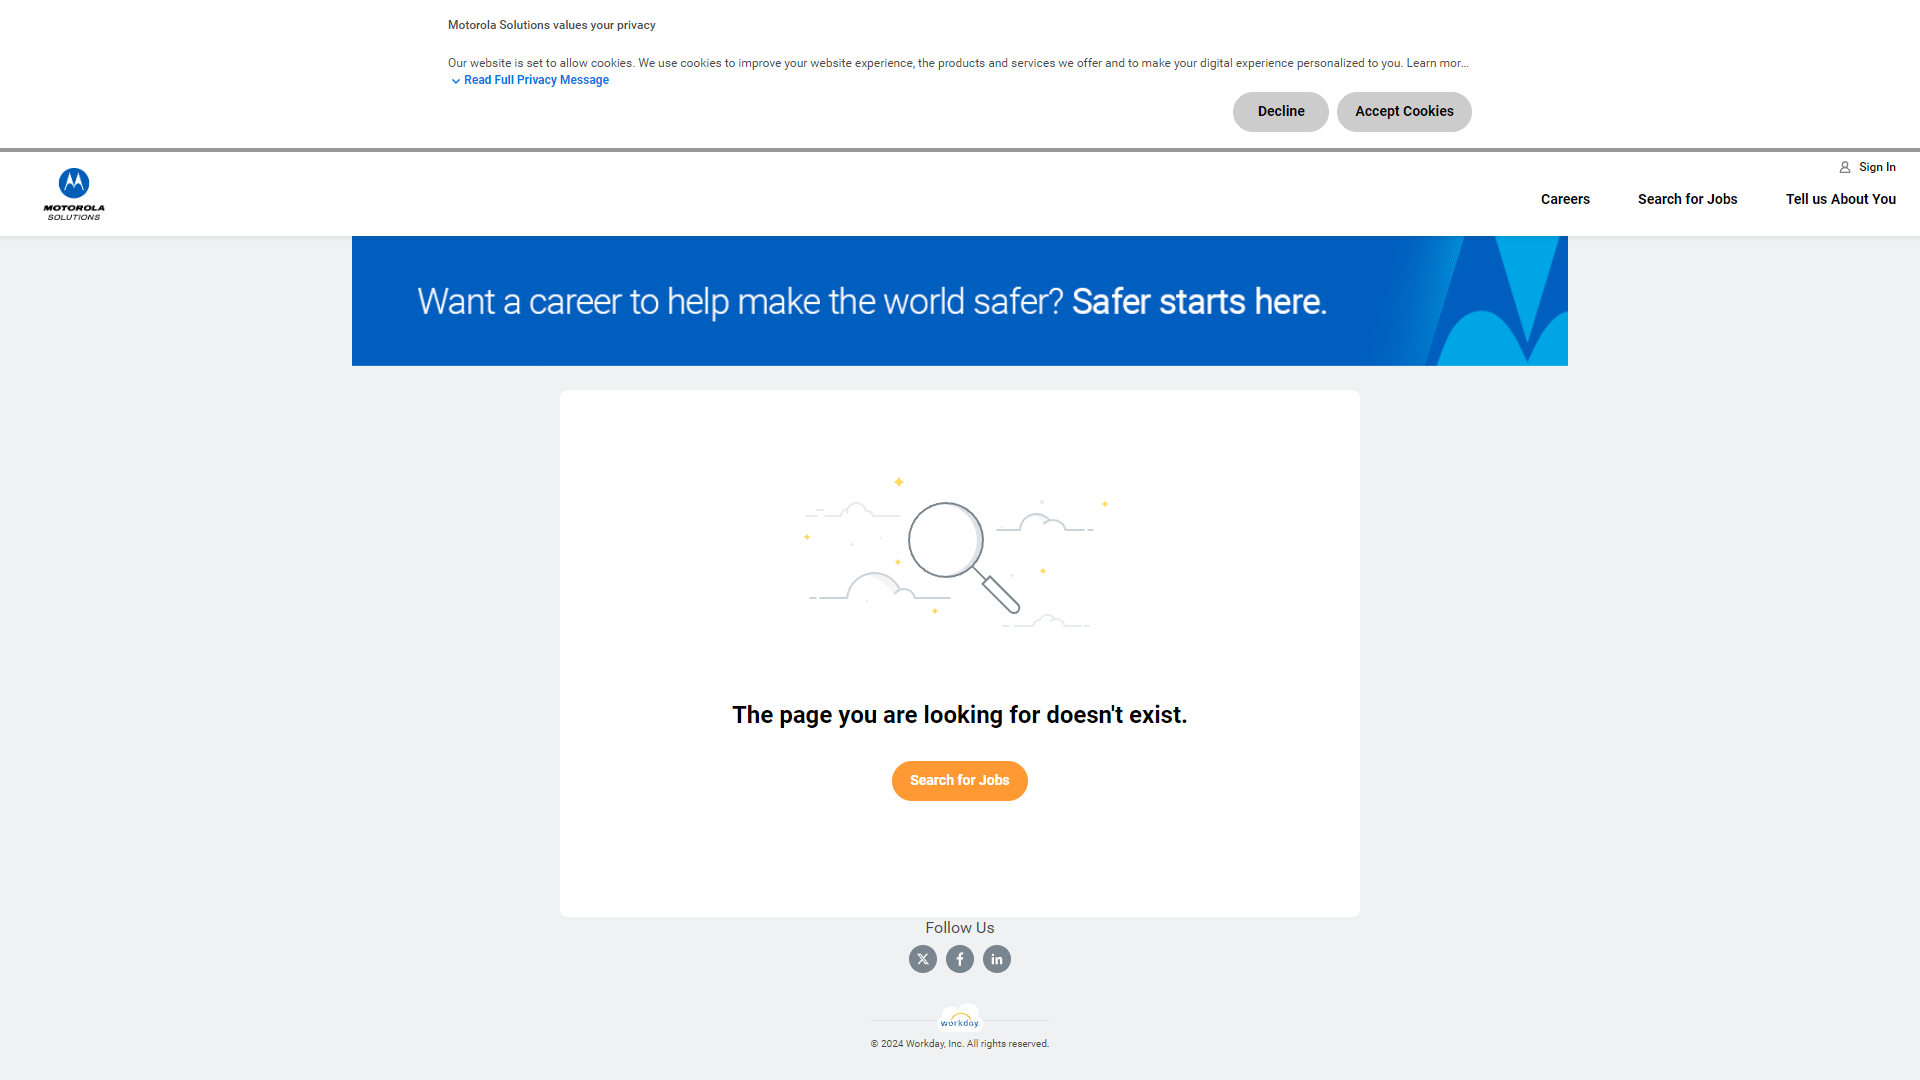 Motorola Solutions values your privacy
Our website is set to allow cookies. We use cookies to improve your website experience, the products and services we offer and to make your digital experience personalized to you. Learn mor...
Read Full Privacy Message
Decline
Accept Cookies
MOTOROLA
SOLUTIONS
Sign In
Careers
Search for Jobs
Tell us About You
Want a career to help make the world safer? Safer starts here.
The page you are looking for doesn't exist.
Search for Jobs
Follow Us
workday.
© 2024 Workday, Inc. All rights reserved.